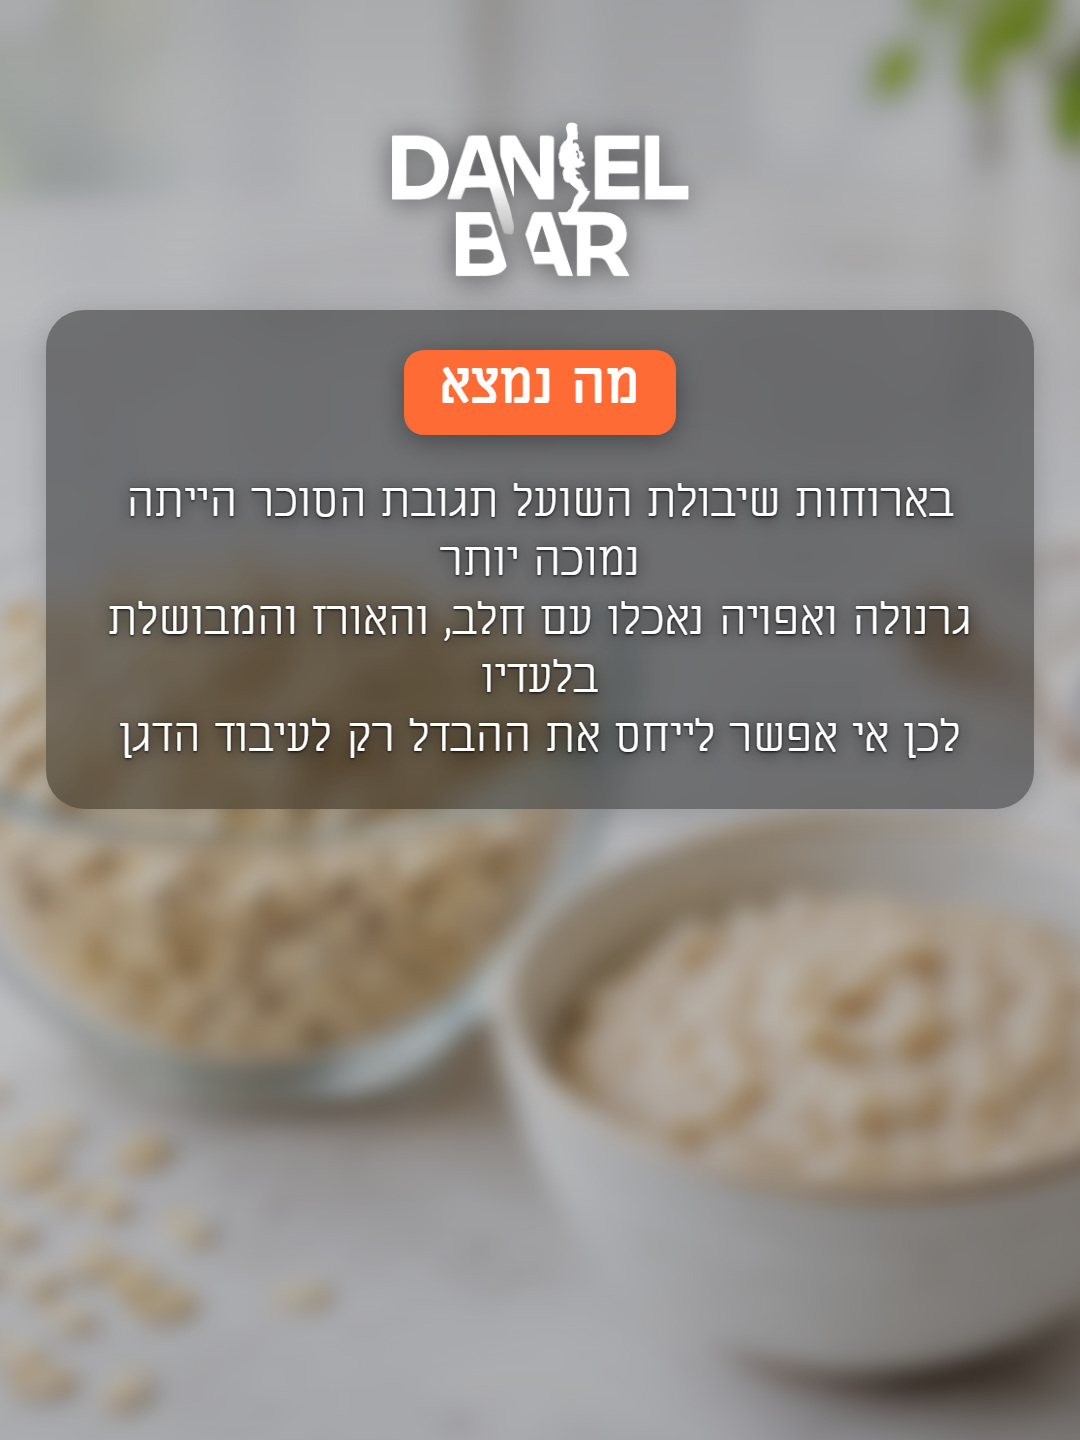 DANIEL
BAR
מה נמצא
בארוחות שיבולת השועל תגובת הסוכר הייתה
נמוכה יותר
גרנולה ואפויה נאכלו עם חלב, והאורז והמבושלת
בלעדיו
לכן אי אפשר לייחס את ההבדל רק לעיבוד הדגן